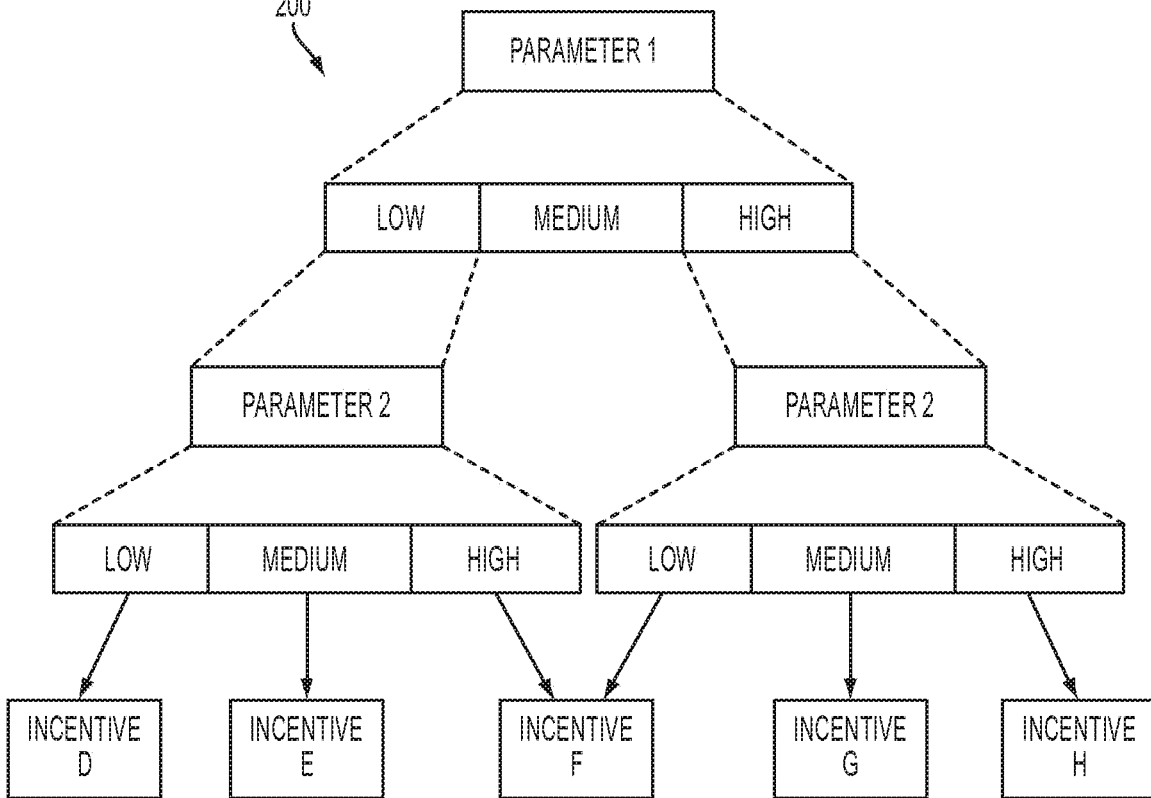 200
PARAMETER 1
LOW MEDIUM HIGH
PARAMETER 2 PARAMETER 2
LOW MEDIUM HIGH LOW MEDIUM HIGH
INCENTIVE INCENTIVE INCENTIVE INCENTIVE INCENTIVE
D E F G H